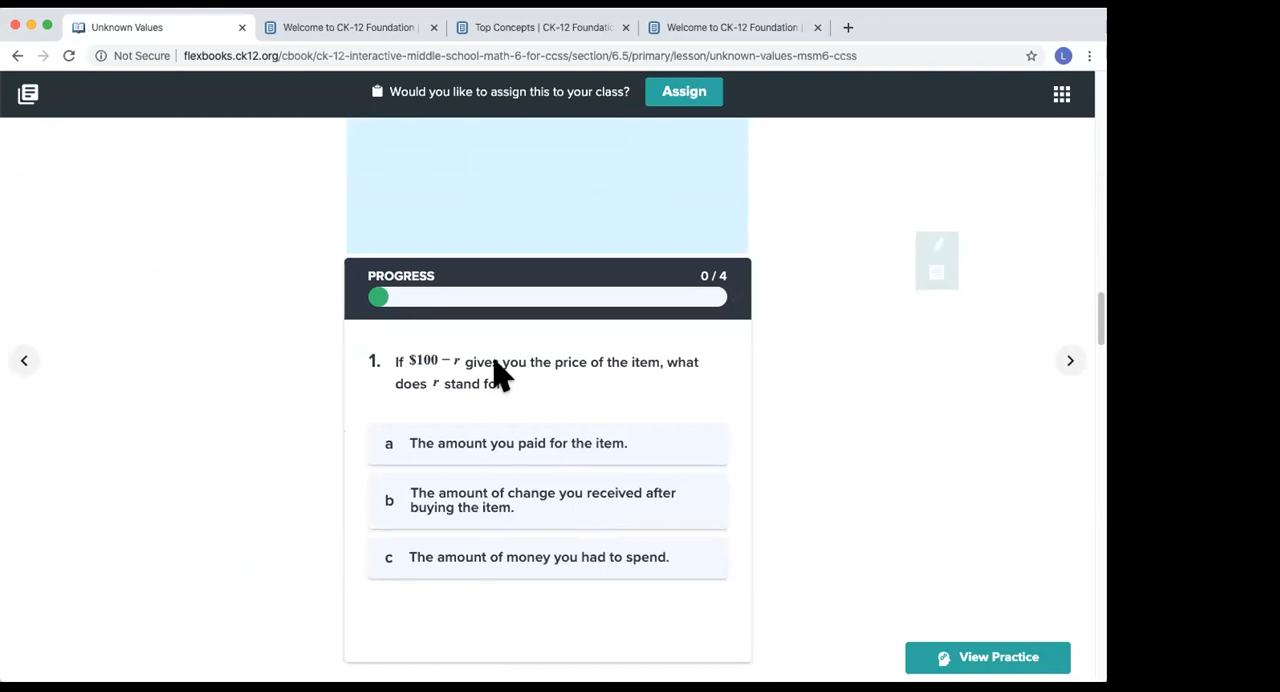 Unknown Values
Welcome to CK-12 Foundation |
Top Concepts | CK-12 Foundatio
Welcome to CK-12 Foundation |
Not Secure | flexbooks.ck12.org/cbook/ck-12-interactive-middle-school-math-6-for-ccss/section/6.5/primary/lesson/unknown-values-msm6-ccss
L
Would you like to assign this to your class?
Assign
PROGRESS
0 / 4
1. If $100 − r gives you the price of the item, what
does r stand for
a The amount you paid for the item.
b The amount of change you received after
buying the item.
c The amount of money you had to spend.
View Practice